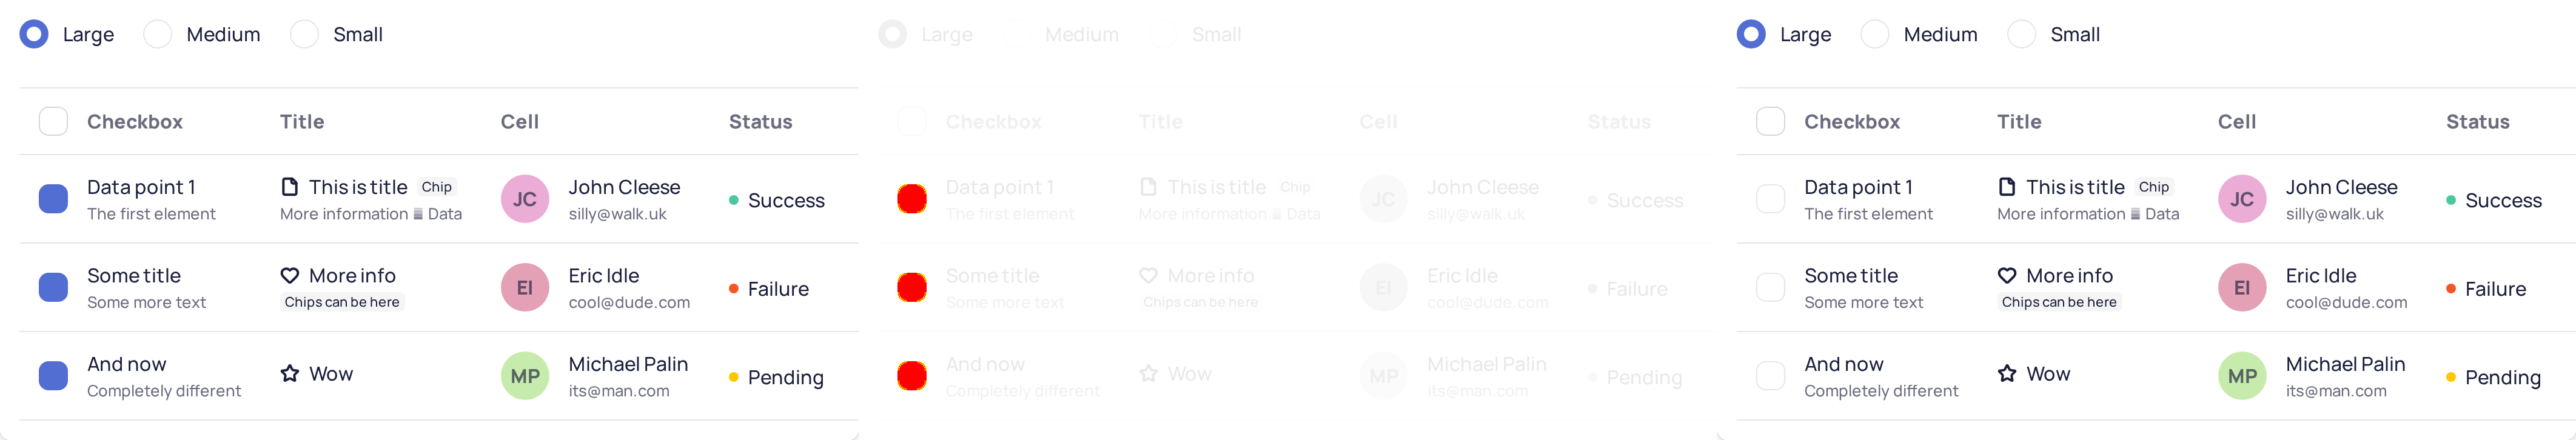 Large Medium Small
Checkbox Title Cell Status
Data point 1 This is title Chip John Cleese Success
The first element More information Data silly@walk.uk
Some title More info Eric Idle Failure
Some more text Chips can be here cool@dude.com
And now Wow Michael Palin Pending
Completely different its@man.com
JC
EI
MP
Large Medium Small
Checkbox Title Cell Status
Data point 1 This is title Chip John Cleese Success
The first element More information Data silly@walk.uk
Some title More info Eric Idle Failure
Some more text Chips can be here cool@dude.com
And now Wow Michael Palin Pending
Completely different its@man.com
JC
EI
MP
Large Medium Small
Checkbox Title Cell Status
Data point 1 This is title Chip John Cleese Success
The first element More information Data silly@walk.uk
Some title More info Eric Idle Failure
Some more text Chips can be here cool@dude.com
And now Wow Michael Palin Pending
Completely different its@man.com
JC
EI
MP